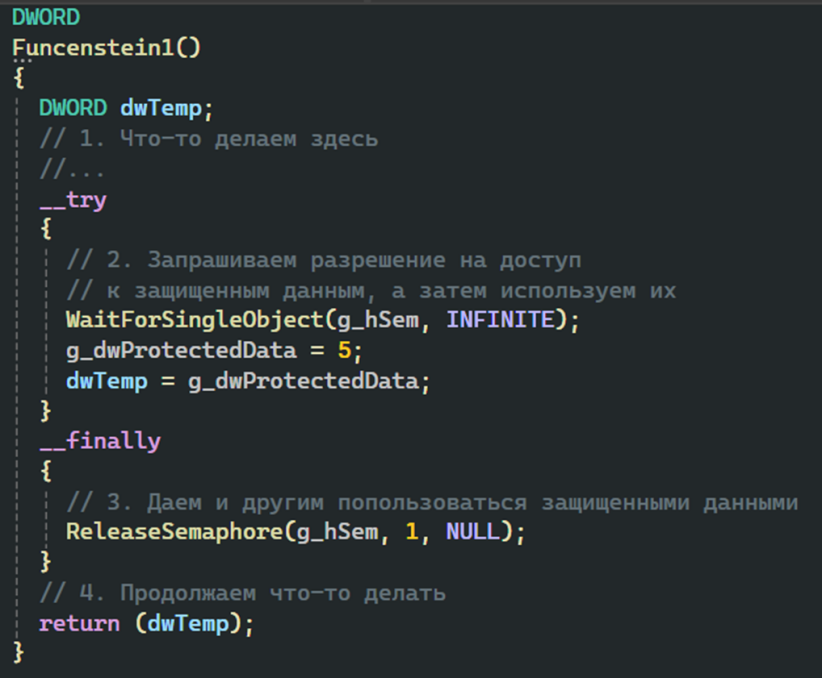 DWORD
Funcenstein1()
{
DWORD dwTemp;
// 1. Что-то делаем здесь
//...
__try
{
// 2. Запрашиваем разрешение на доступ
// к защищенным данным, а затем используем их
WaitForSingleObject(g_hSem, INFINITE);
g_dwProtectedData = 5;
dwTemp = g_dwProtectedData;
}
__finally
{
// 3. Даем и другим попользоваться защищенными данными
ReleaseSemaphore(g_hSem, 1, NULL);
}
// 4. Продолжаем что-то делать
return (dwTemp);
}